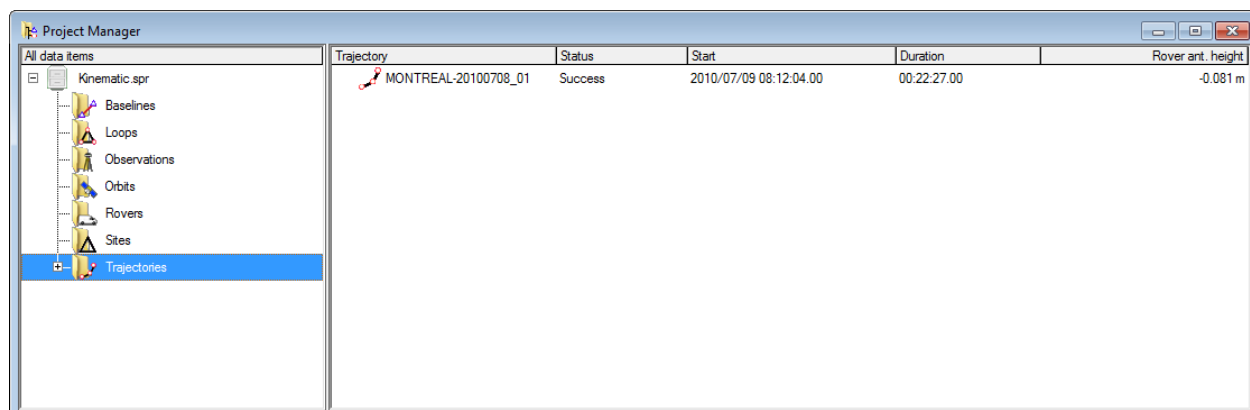 Project Manager
All data items
Trajectory Status Start Duration Rover ant. height
Kinematic.spr
MONTREAL-20100708_01 Success 2010/07/09 08:12:04.00 00:22:27.00 -0.081 m
Baselines
Loops
Observations
Orbits
Rovers
Sites
Trajectories